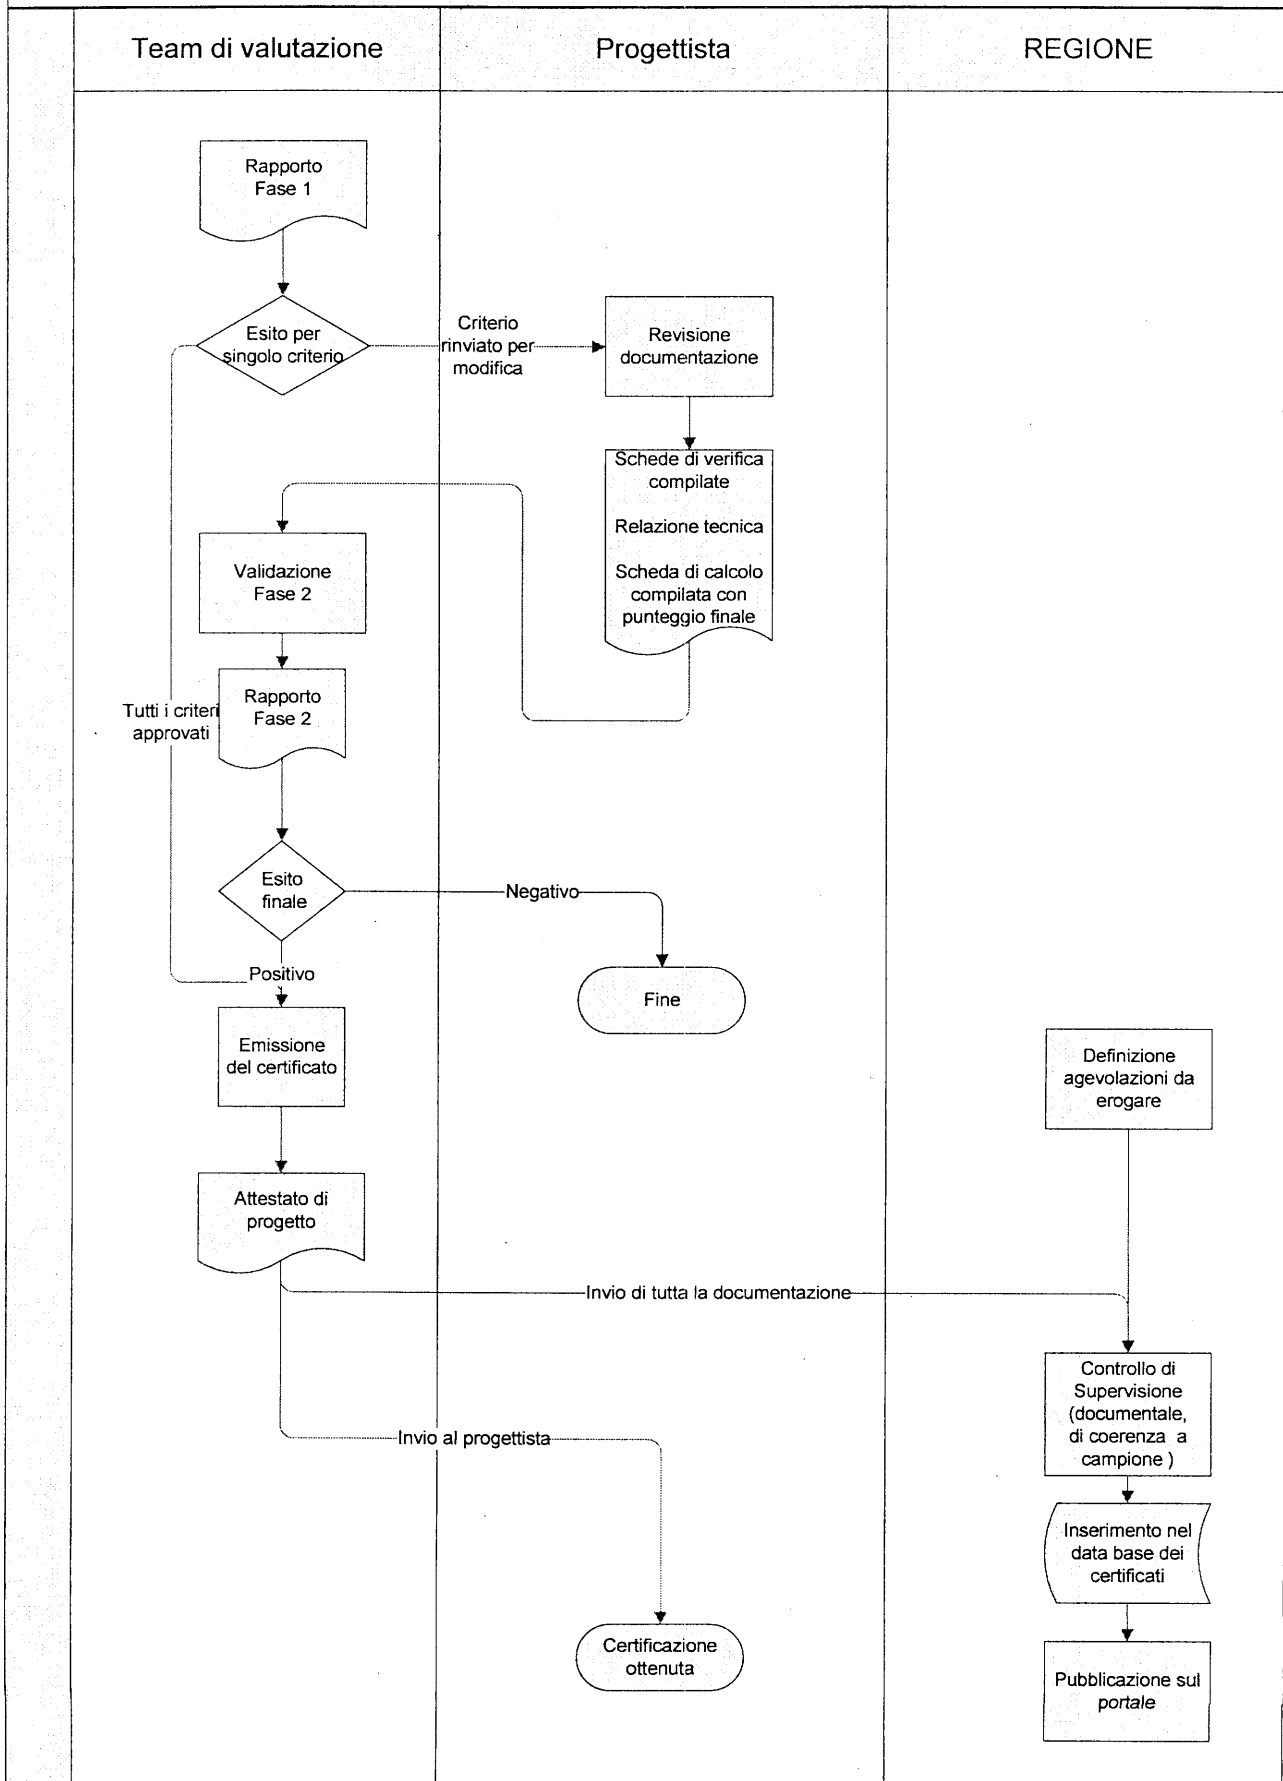 Team di valutazione
Progettista
REGIONE
Rapporto
Fase 1
Esito per
singolo criterio
Criterio
rinviato per
modifica
Revisione
documentazione
Schede di verifica
compilate
Relazione tecnica
Scheda di calcolo
compilata con
punteggio finale
Validazione
Fase 2
Rapporto
Fase 2
Tutti i criteri
approvati
Esito
finale
Negativo
Positivo
Fine
Emissione
del certificato
Definizione
agevolazioni da
erogare
Attestato di
progetto
Invio di tutta la documentazione
Controllo di
Supervisione
(documentale,
di coerenza a
campione )
Invio al progettista
Inserimento nel
data base dei
certificati
Certificazione
ottenuta
Pubblicazione sul
portale